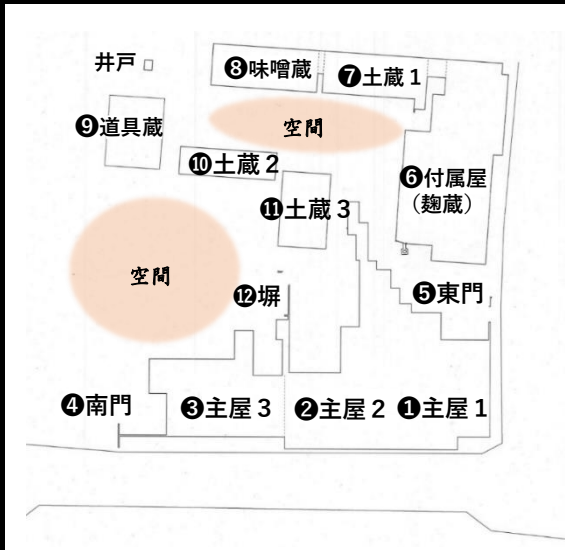 井戸
❽味噌蔵
❼土蔵１
❾道具蔵
空間
❿土蔵２
❻付属屋
（麹蔵）
⓫土蔵３
空間
⓬塀
❺東門
❹南門
❸主屋３
❷主屋２
❶主屋１